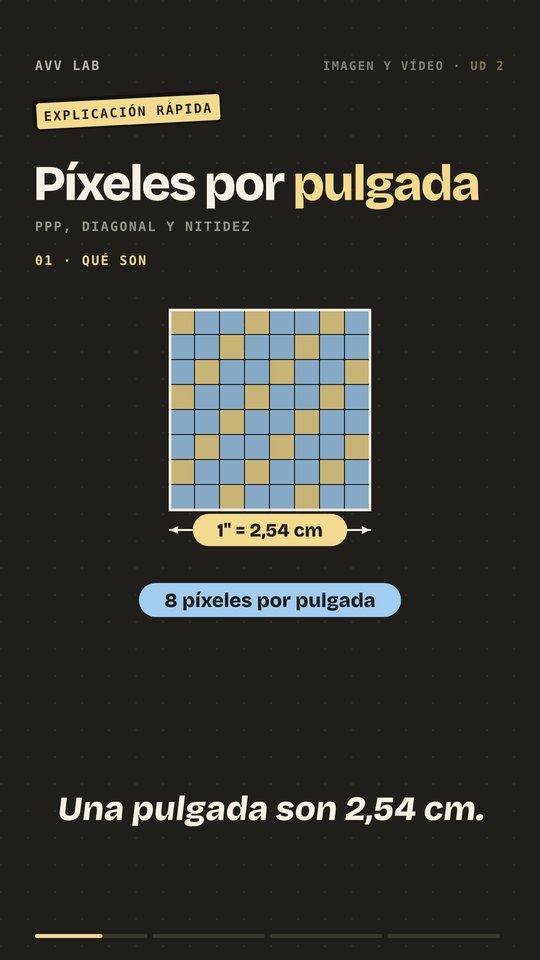 AVV LAB
IMAGEN Y VÍDEO · UD 2
EXPLICACIÓN RÁPIDA
Píxeles por pulgada
PPP, DIAGONAL Y NITIDEZ
01 · QUÉ SON
1" = 2,54 cm
8 píxeles por pulgada
Una pulgada son 2,54 cm.